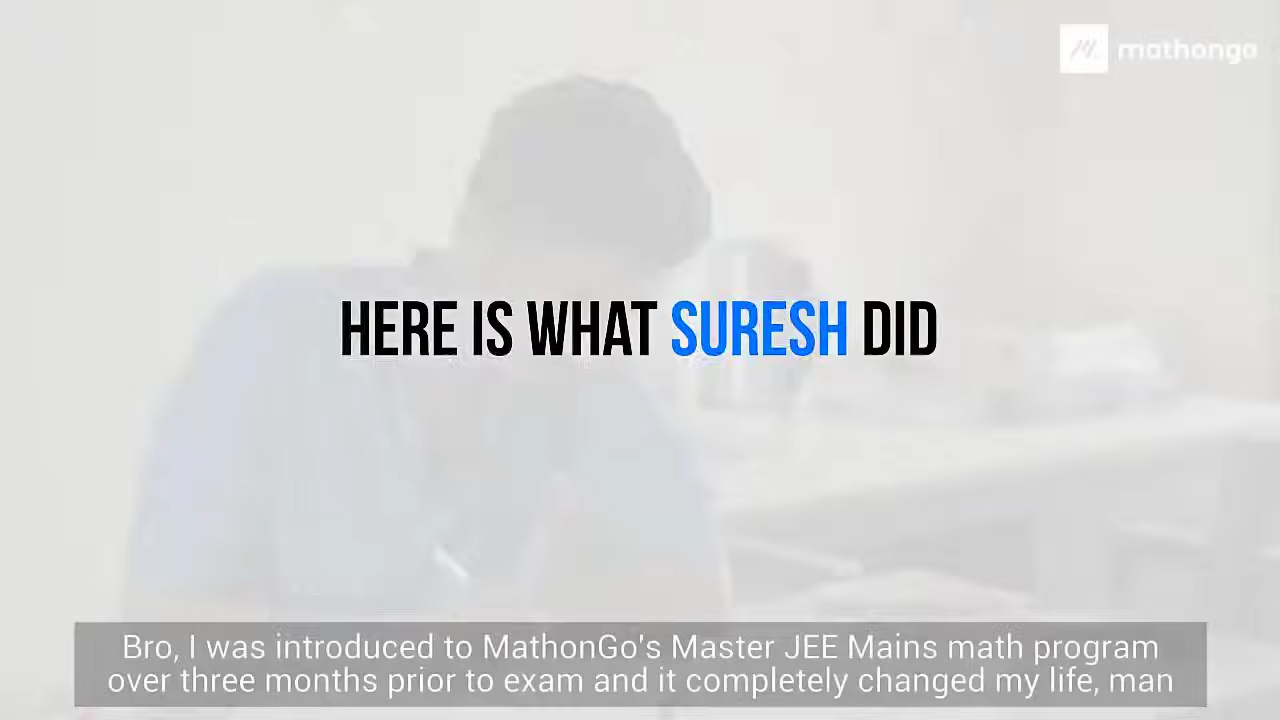 mathongo
HERE IS WHAT SURESH DID
Bro, I was introduced to MathonGo's Master JEE Mains math program
over three months prior to exam and it completely changed my life, man